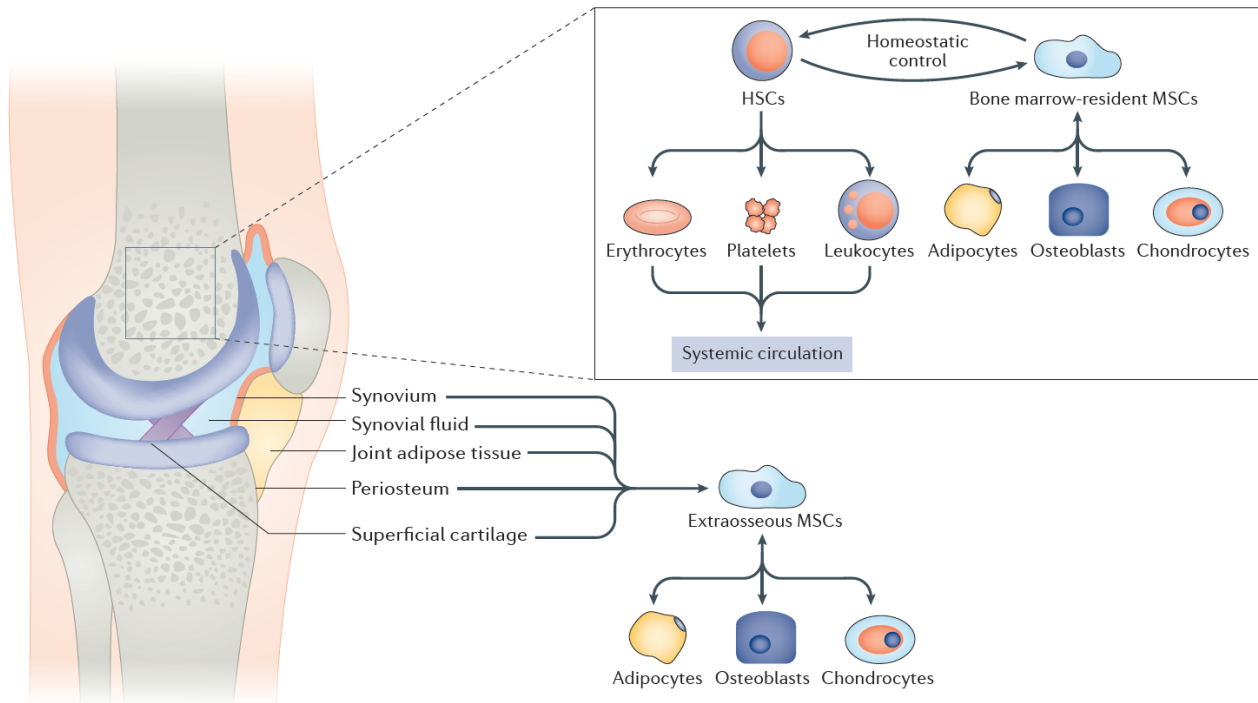 Homeostatic
control
HSCs
Bone marrow-resident MSCs
Erythrocytes
Platelets
Leukocytes
Adipocytes
Osteoblasts
Chondrocytes
Systemic circulation
Synovium
Synovial fluid
Joint adipose tissue
Periosteum
Superficial cartilage
Extraosseous MSCs
Adipocytes
Osteoblasts
Chondrocytes